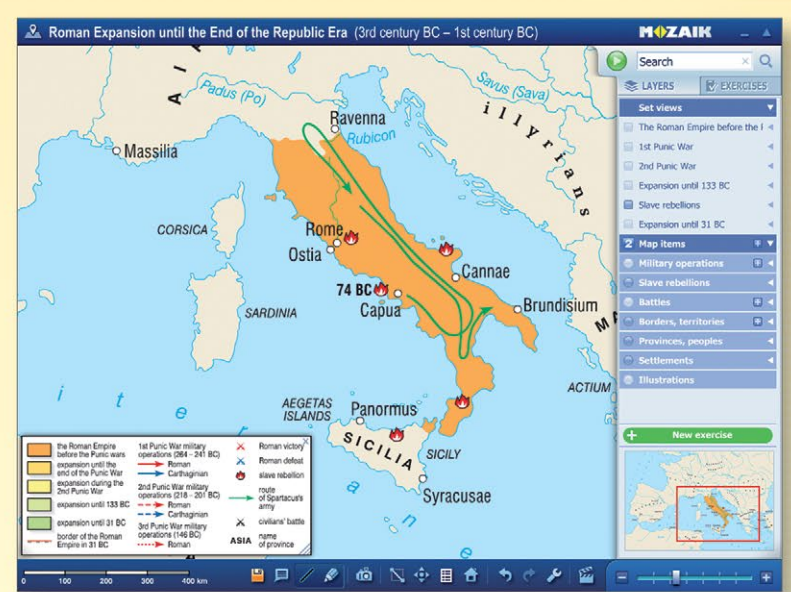 Roman Expansion until the End of the Republic Era (3rd century BC – 1st century BC)
MOZAIK
Search
LAYERS
EXERCISES
Set views
The Roman Empire before the
1st Punic War
2nd Punic War
Expansion until 133 BC
Slave rebellions
Expansion until 31 BC
Map items
Military operations
Slave rebellions
Battles
Borders, territories
Provinces, peoples
Settlements
Illustrations
New exercise
Padus (Po)
Savus (Sava)
illyrians
Ravenna
Rubicon
Massilia
CORSICA
Rome
Ostia
Cannae
74 BC
Capua
Brundisium
SARDINIA
ACTIUM
AEGETAS
ISLANDS
Panormus
SICILIA
SICILY
Syracusae
the Roman Empire
before the Punic wars
expansion until the
end of the Punic War
expansion during the
2nd Punic War
expansion until 133 BC
expansion until 31 BC
border of the Roman
Empire in 31 BC
1st Punic War military
operations (264 – 241 BC)
Roman
Carthaginian
2nd Punic War military
operations (218 – 201 BC)
Roman
Carthaginian
3rd Punic War military
operations (146 BC)
Roman
Roman victory
Roman defeat
slave rebellion
route
of Spartacus's
army
civilians' battle
ASIA name
of province
0 100 200 300 400 km